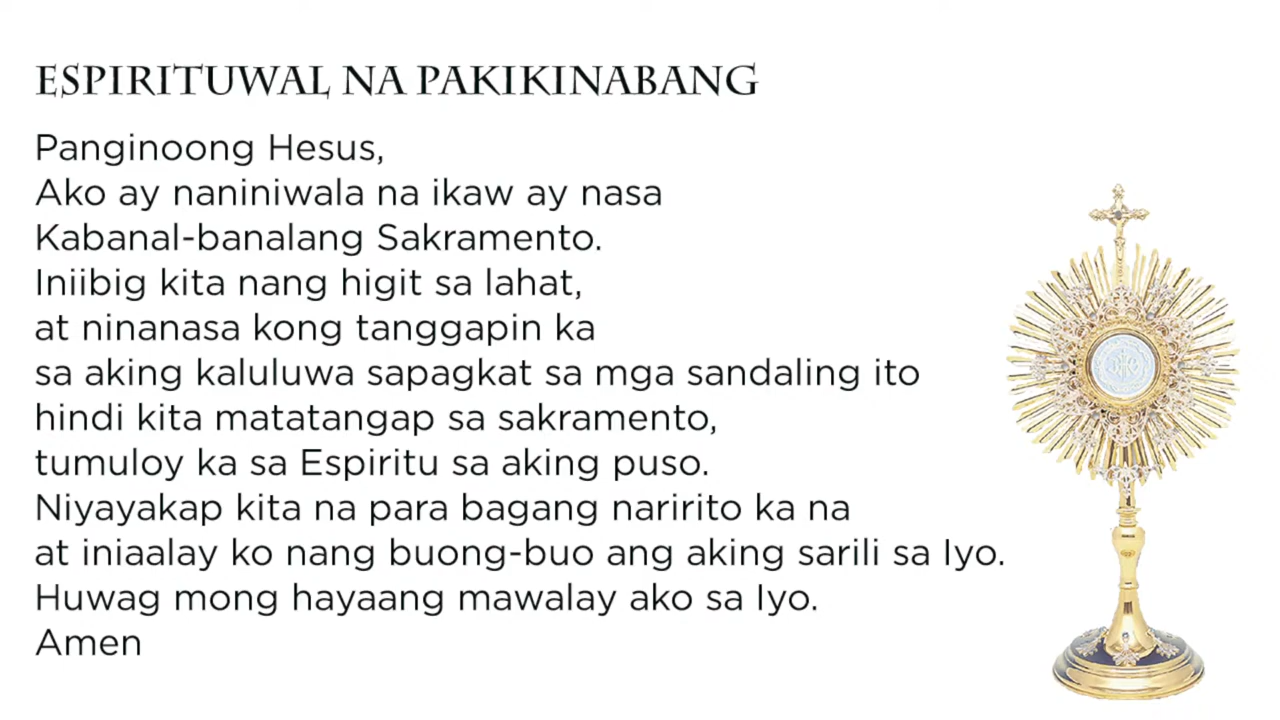 ESPIRITUWAL NA PAKIKINABANG
Panginoong Hesus,
Ako ay naniniwala na ikaw ay nasa
Kabanal-banalang Sakramento.
Iniibig kita nang higit sa lahat,
at ninanasa kong tanggapin ka
sa aking kaluluwa sapagkat sa mga sandaling ito
hindi kita matatangap sa sakramento,
tumuloy ka sa Espiritu sa aking puso.
Niyayakap kita na para bagang naririto ka na
at iniaalay ko nang buong-buo ang aking sarili sa Iyo.
Huwag mong hayaang mawalay ako sa Iyo.
Amen